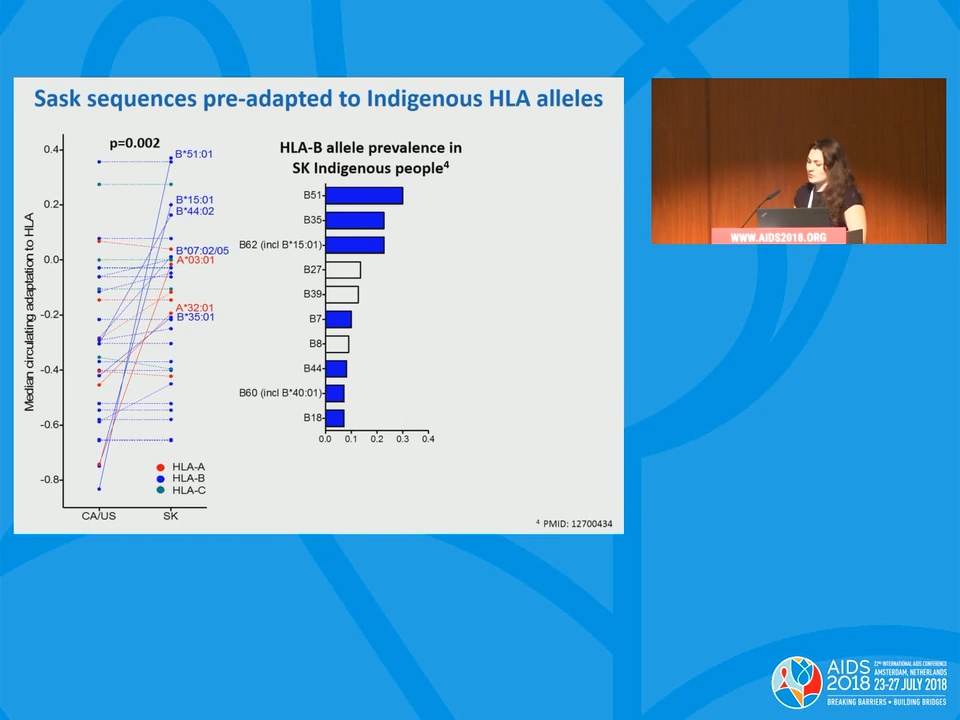 Sask sequences pre-adapted to Indigenous HLA alleles
p=0.002
Median circulating adaptation to HLA
0.4
0.2
0.0
-0.2
-0.4
-0.6
-0.8
B*51:01
B*15:01
B*44:02
B*07:02/05
A*03:01
A*32:01
B*35:01
HLA-A
HLA-B
HLA-C
CA/US
SK
HLA-B allele prevalence in
SK Indigenous people4
B51
B35
B62 (incl B*15:01)
B27
B39
B7
B8
B44
B60 (incl B*40:01)
B18
0.0 0.1 0.2 0.3 0.4
4 PMID: 12700434
WWW.AIDS2018.ORG
AIDS
2018
22ND INTERNATIONAL AIDS CONFERENCE
AMSTERDAM, NETHERLANDS
23-27 JULY 2018
BREAKING BARRIERS • BUILDING BRIDGES